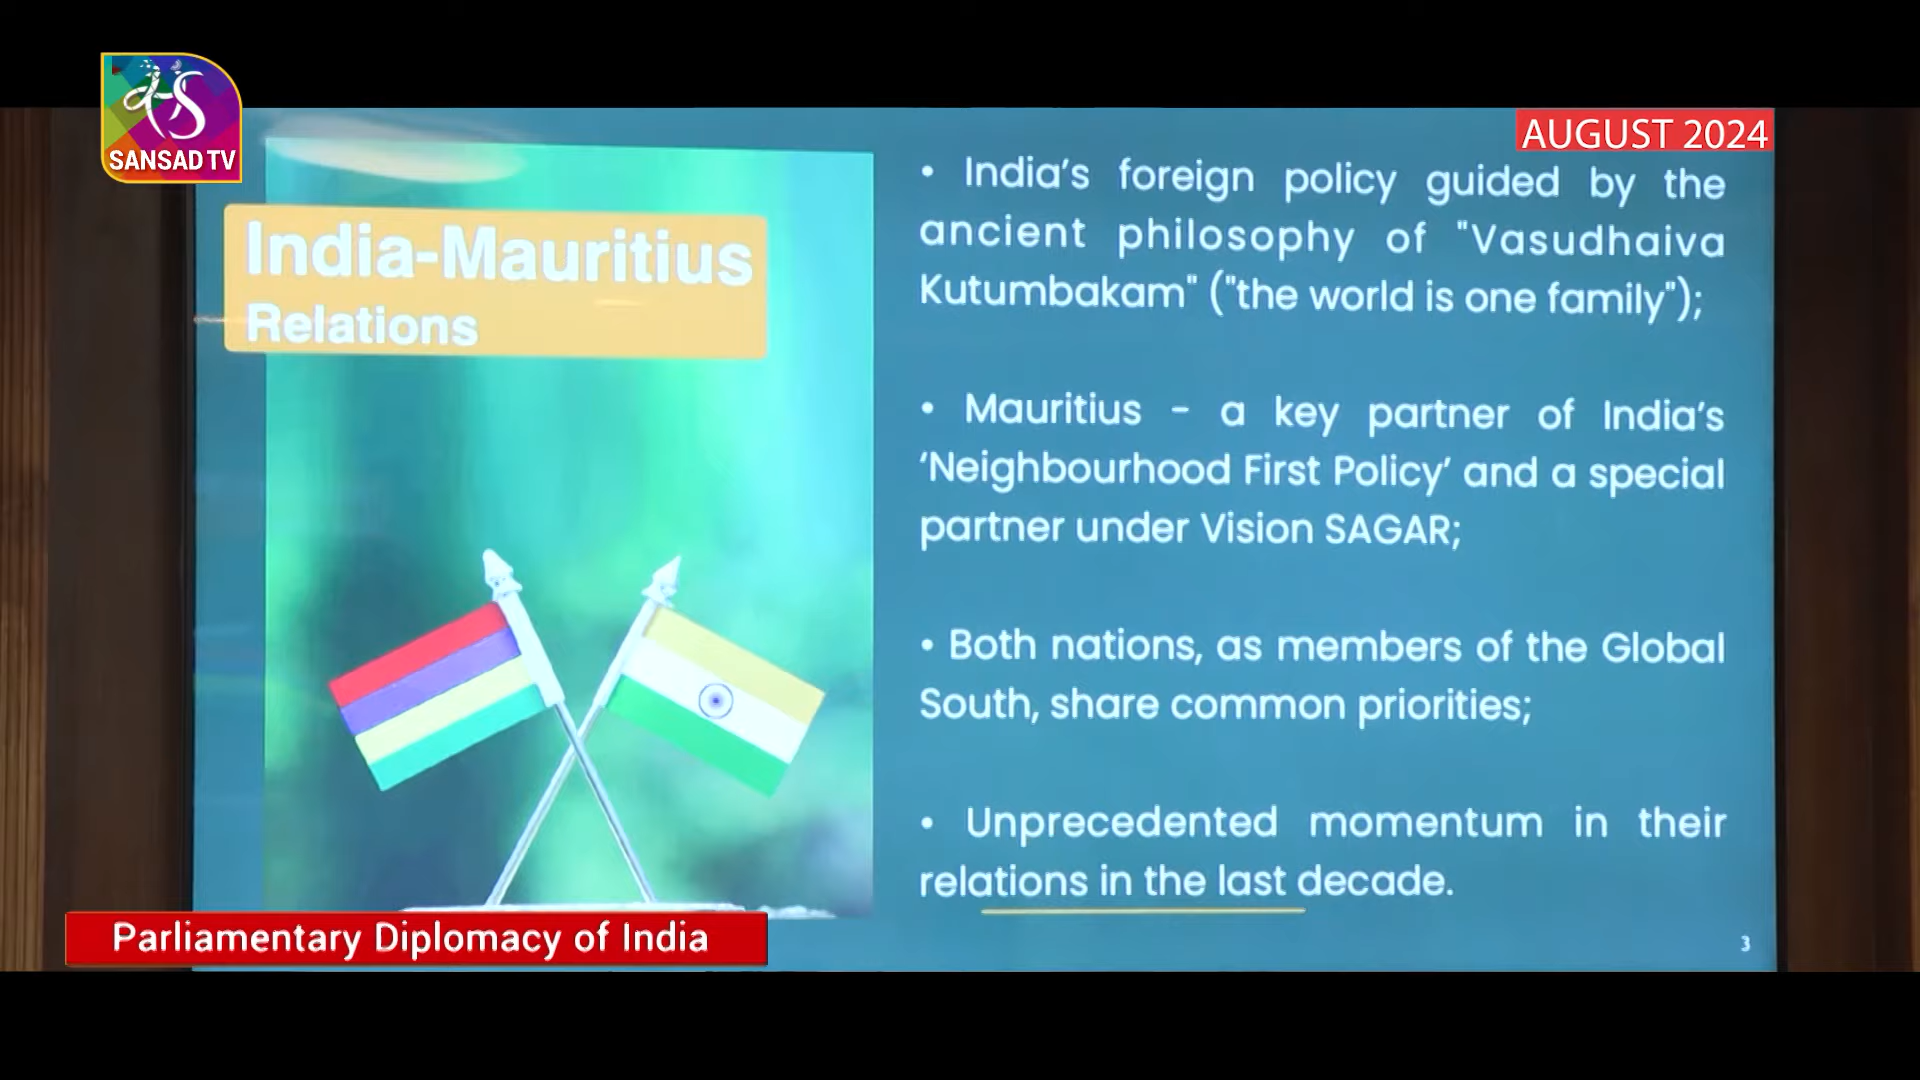 SANSAD TV
AUGUST 2024
India-Mauritius
Relations
• India's foreign policy guided by the
ancient philosophy of "Vasudhaiva
Kutumbakam" ("the world is one family");
• Mauritius - a key partner of India's
‘Neighbourhood First Policy’ and a special
partner under Vision SAGAR;
• Both nations, as members of the Global
South, share common priorities;
• Unprecedented momentum in their
relations in the last decade.
Parliamentary Diplomacy of India
3